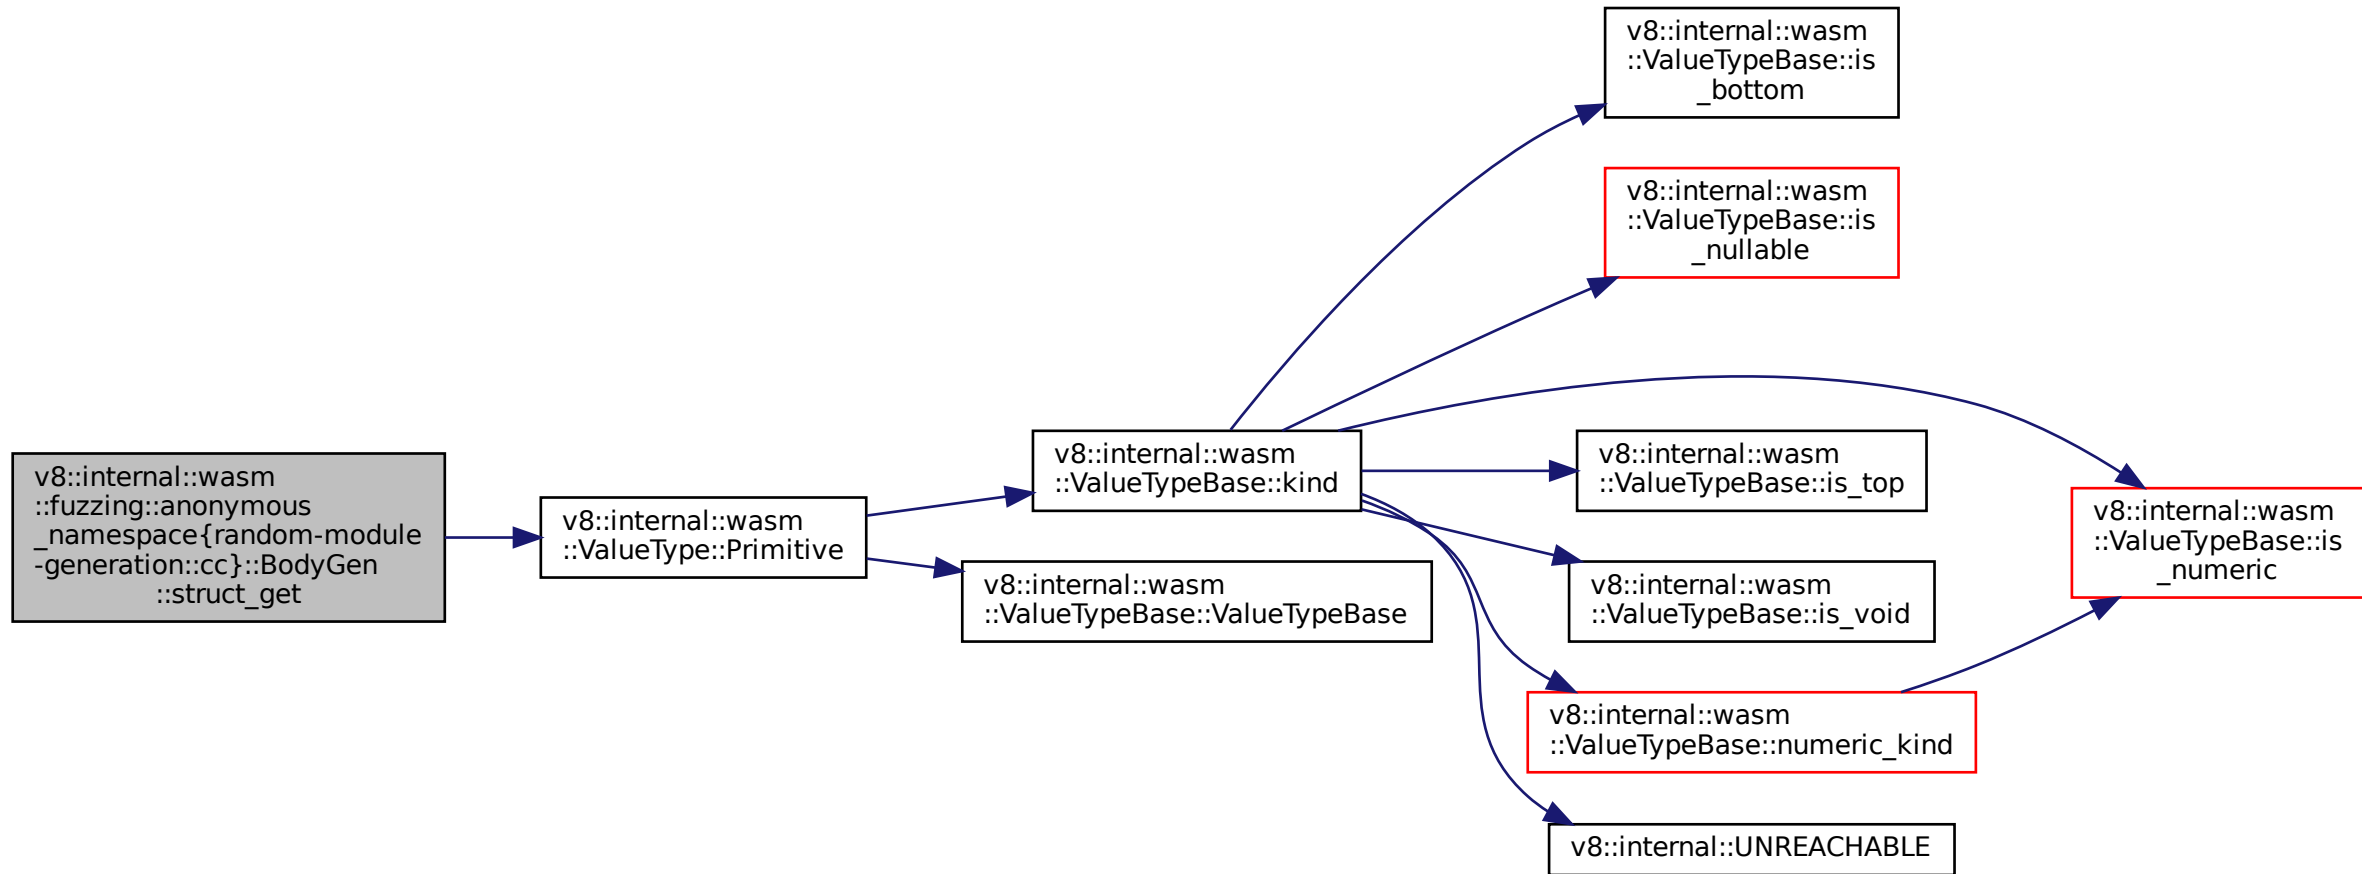 v8::internal::wasm
::fuzzing::anonymous
_namespace{random-module
-generation::cc}::BodyGen
::struct_get
v8::internal::wasm
::ValueType::Primitive
v8::internal::wasm
::ValueTypeBase::kind
v8::internal::wasm
::ValueTypeBase::ValueTypeBase
v8::internal::wasm
::ValueTypeBase::is
_bottom
v8::internal::wasm
::ValueTypeBase::is
_nullable
v8::internal::wasm
::ValueTypeBase::is_top
v8::internal::wasm
::ValueTypeBase::is_void
v8::internal::wasm
::ValueTypeBase::numeric_kind
v8::internal::UNREACHABLE
v8::internal::wasm
::ValueTypeBase::is
_numeric